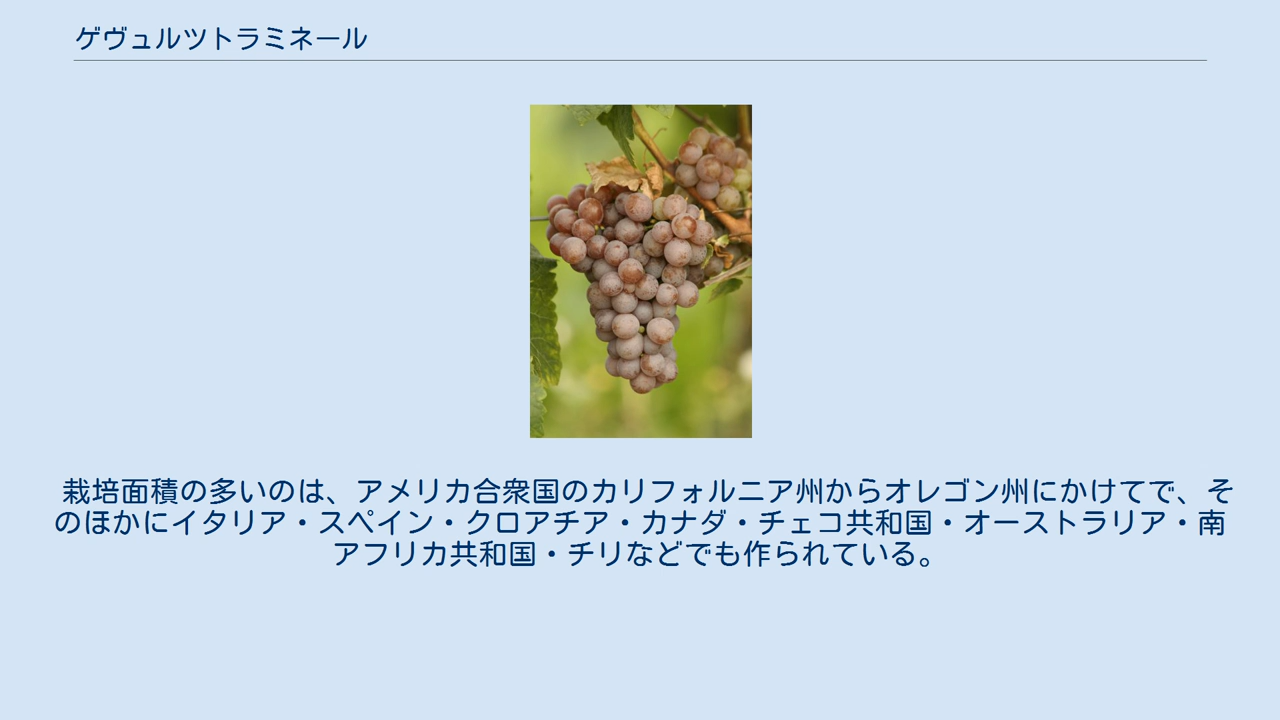 ゲヴュルツトラミネール
栽培面積の多いのは、アメリカ合衆国のカリフォルニア州からオレゴン州にかけてで、そ
のほかにイタリア・スペイン・クロアチア・カナダ・チェコ共和国・オーストラリア・南
アフリカ共和国・チリなどでも作られている。